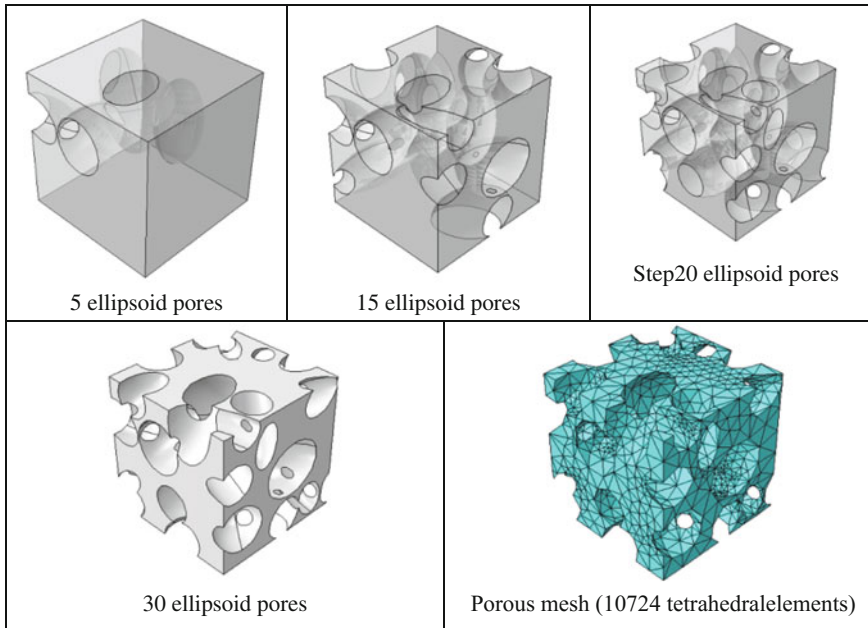 5 ellipsoid pores
15 ellipsoid pores
Step20 ellipsoid pores
30 ellipsoid pores
Porous mesh (10724 tetrahedralelements)